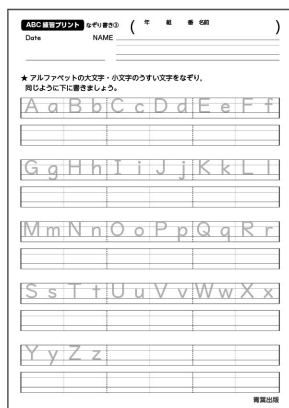 ABC 練習プリント なぞり書き③ ( 年 組 番 名前 )
Date NAME
★ アルファベットの大文字・小文字のうすい文字をなぞり、
同じように下に書きましょう。
A a B b C c D d E e F f
G g H h I i J j K k L l
M m N n O o P p Q q R r
S s T t U u V v W w X x
Y y Z z
青葉出版